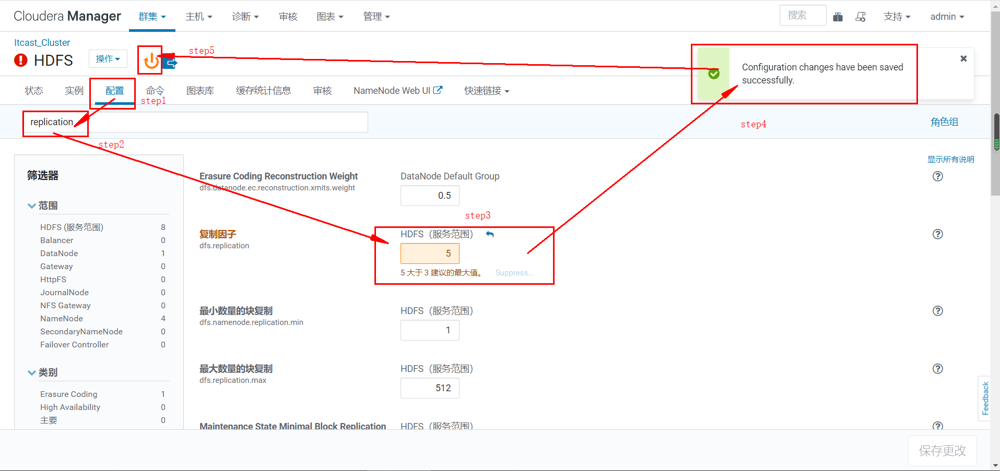 Cloudera Manager 群集 主机 诊断 审核 图表 管理 搜索 支持 admin
Itcast_Cluster
HDFS 操作
step5
Configuration changes have been saved
successfully.
状态 实例 配置 命令 图表库 缓存统计信息 审核 NameNode Web UI 快速链接
step1
replication
step4
角色组
step2
显示所有说明
筛选器
范围
HDFS (服务范围) 8
Balancer 0
DataNode 1
Gateway 0
HttpFS 0
JournalNode 0
NFS Gateway 0
NameNode 4
SecondaryNameNode 0
Failover Controller 0
类别
Erasure Coding 1
High Availability 0
主要 0
Erasure Coding Reconstruction Weight DataNode Default Group
dfs.datanode.ec.reconstruction.xmits.weight
0.5
step3
复制因子 HDFS（服务范围）
dfs.replication
5
5 大于 3 建议的最大值。 Suppress...
最小数量的块复制 HDFS（服务范围）
dfs.namenode.replication.min
1
最大数量的块复制 HDFS（服务范围）
dfs.replication.max
512
Maintenance State Minimal Block Replication HDFS（服务范围）
Feedback
保存更改